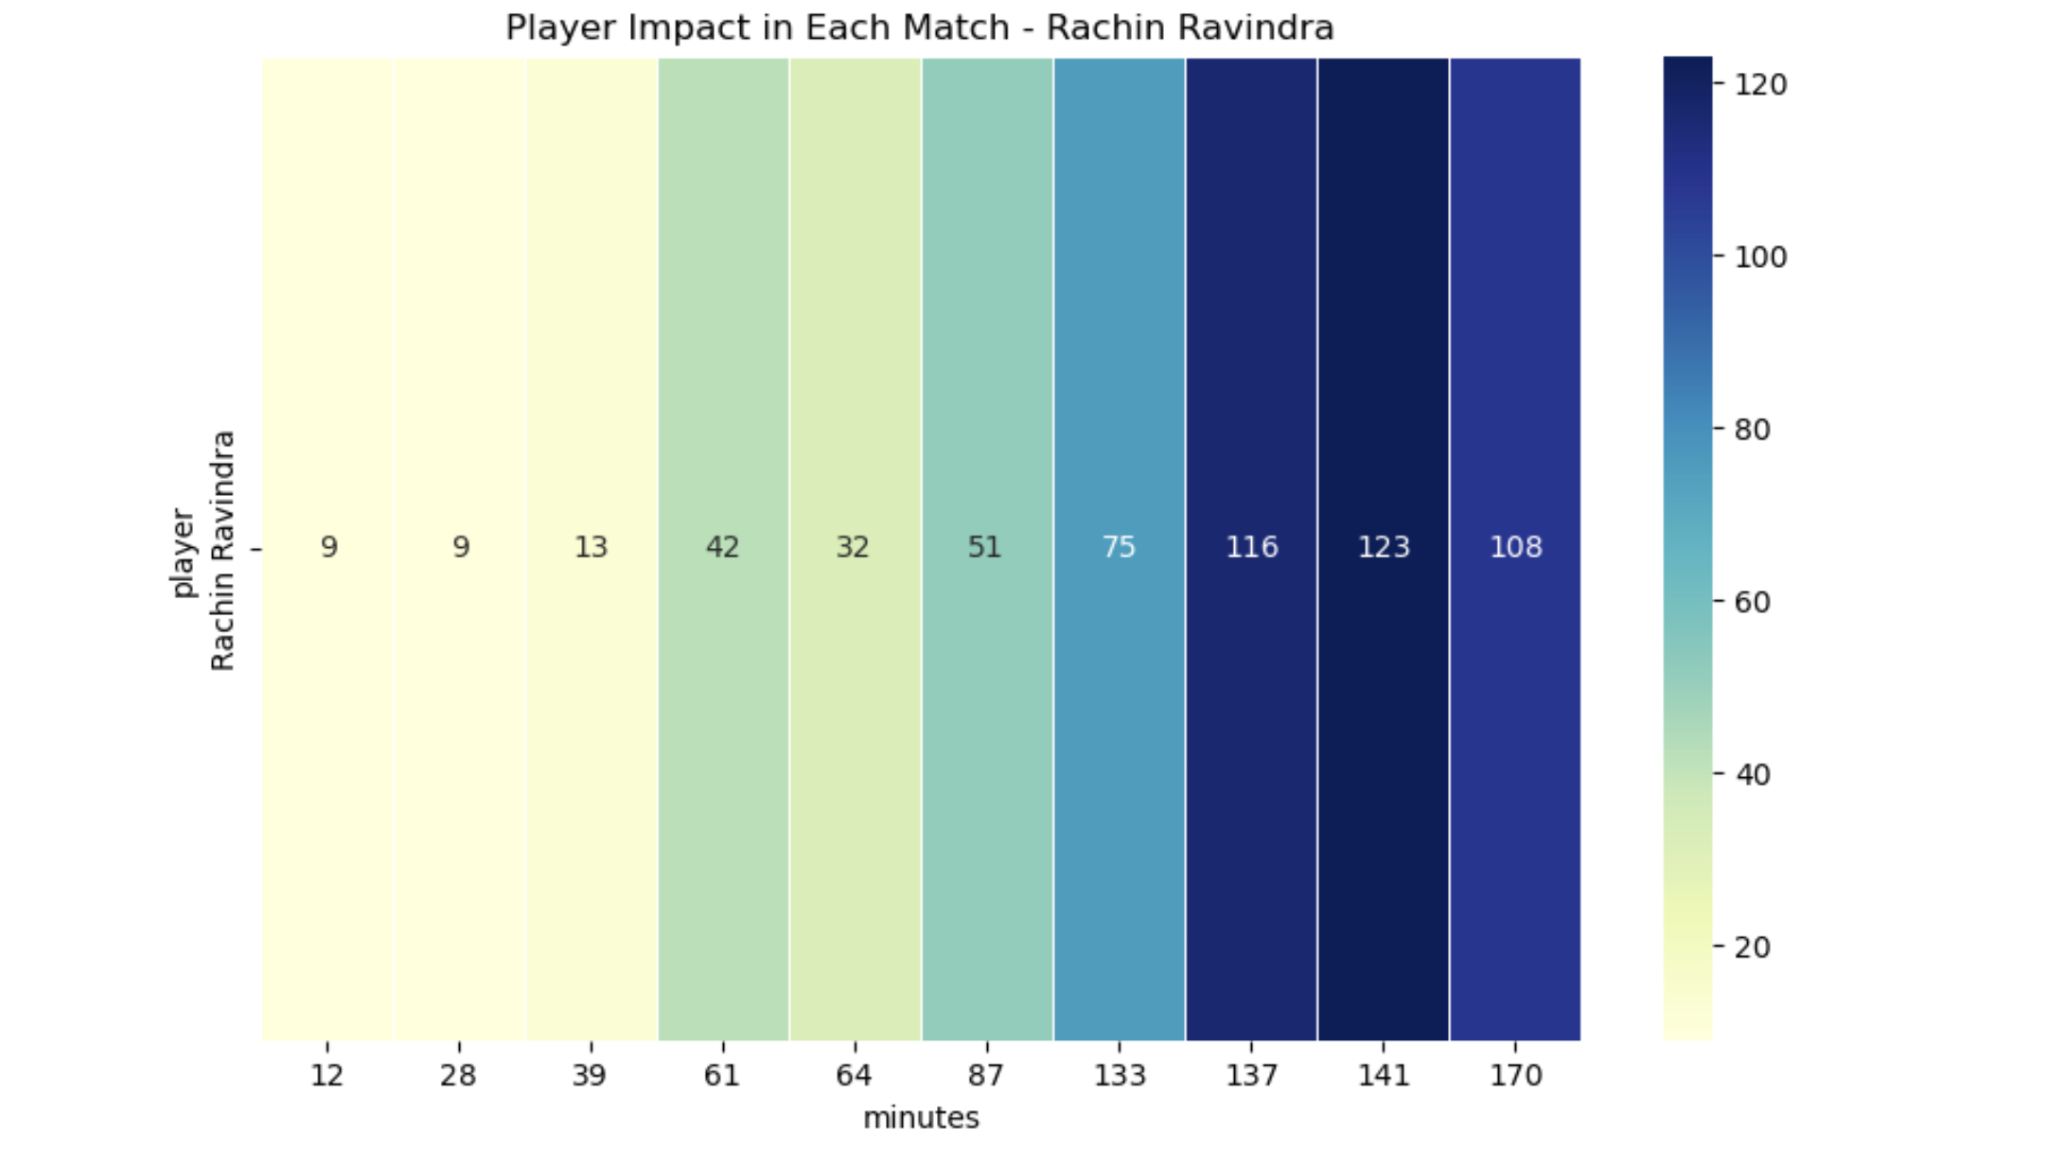 Player Impact in Each Match - Rachin Ravindra
player
Rachin Ravindra
9 9 13 42 32 51 75 116 123 108
12 28 39 61 64 87 133 137 141 170
minutes
120
100
80
60
40
20